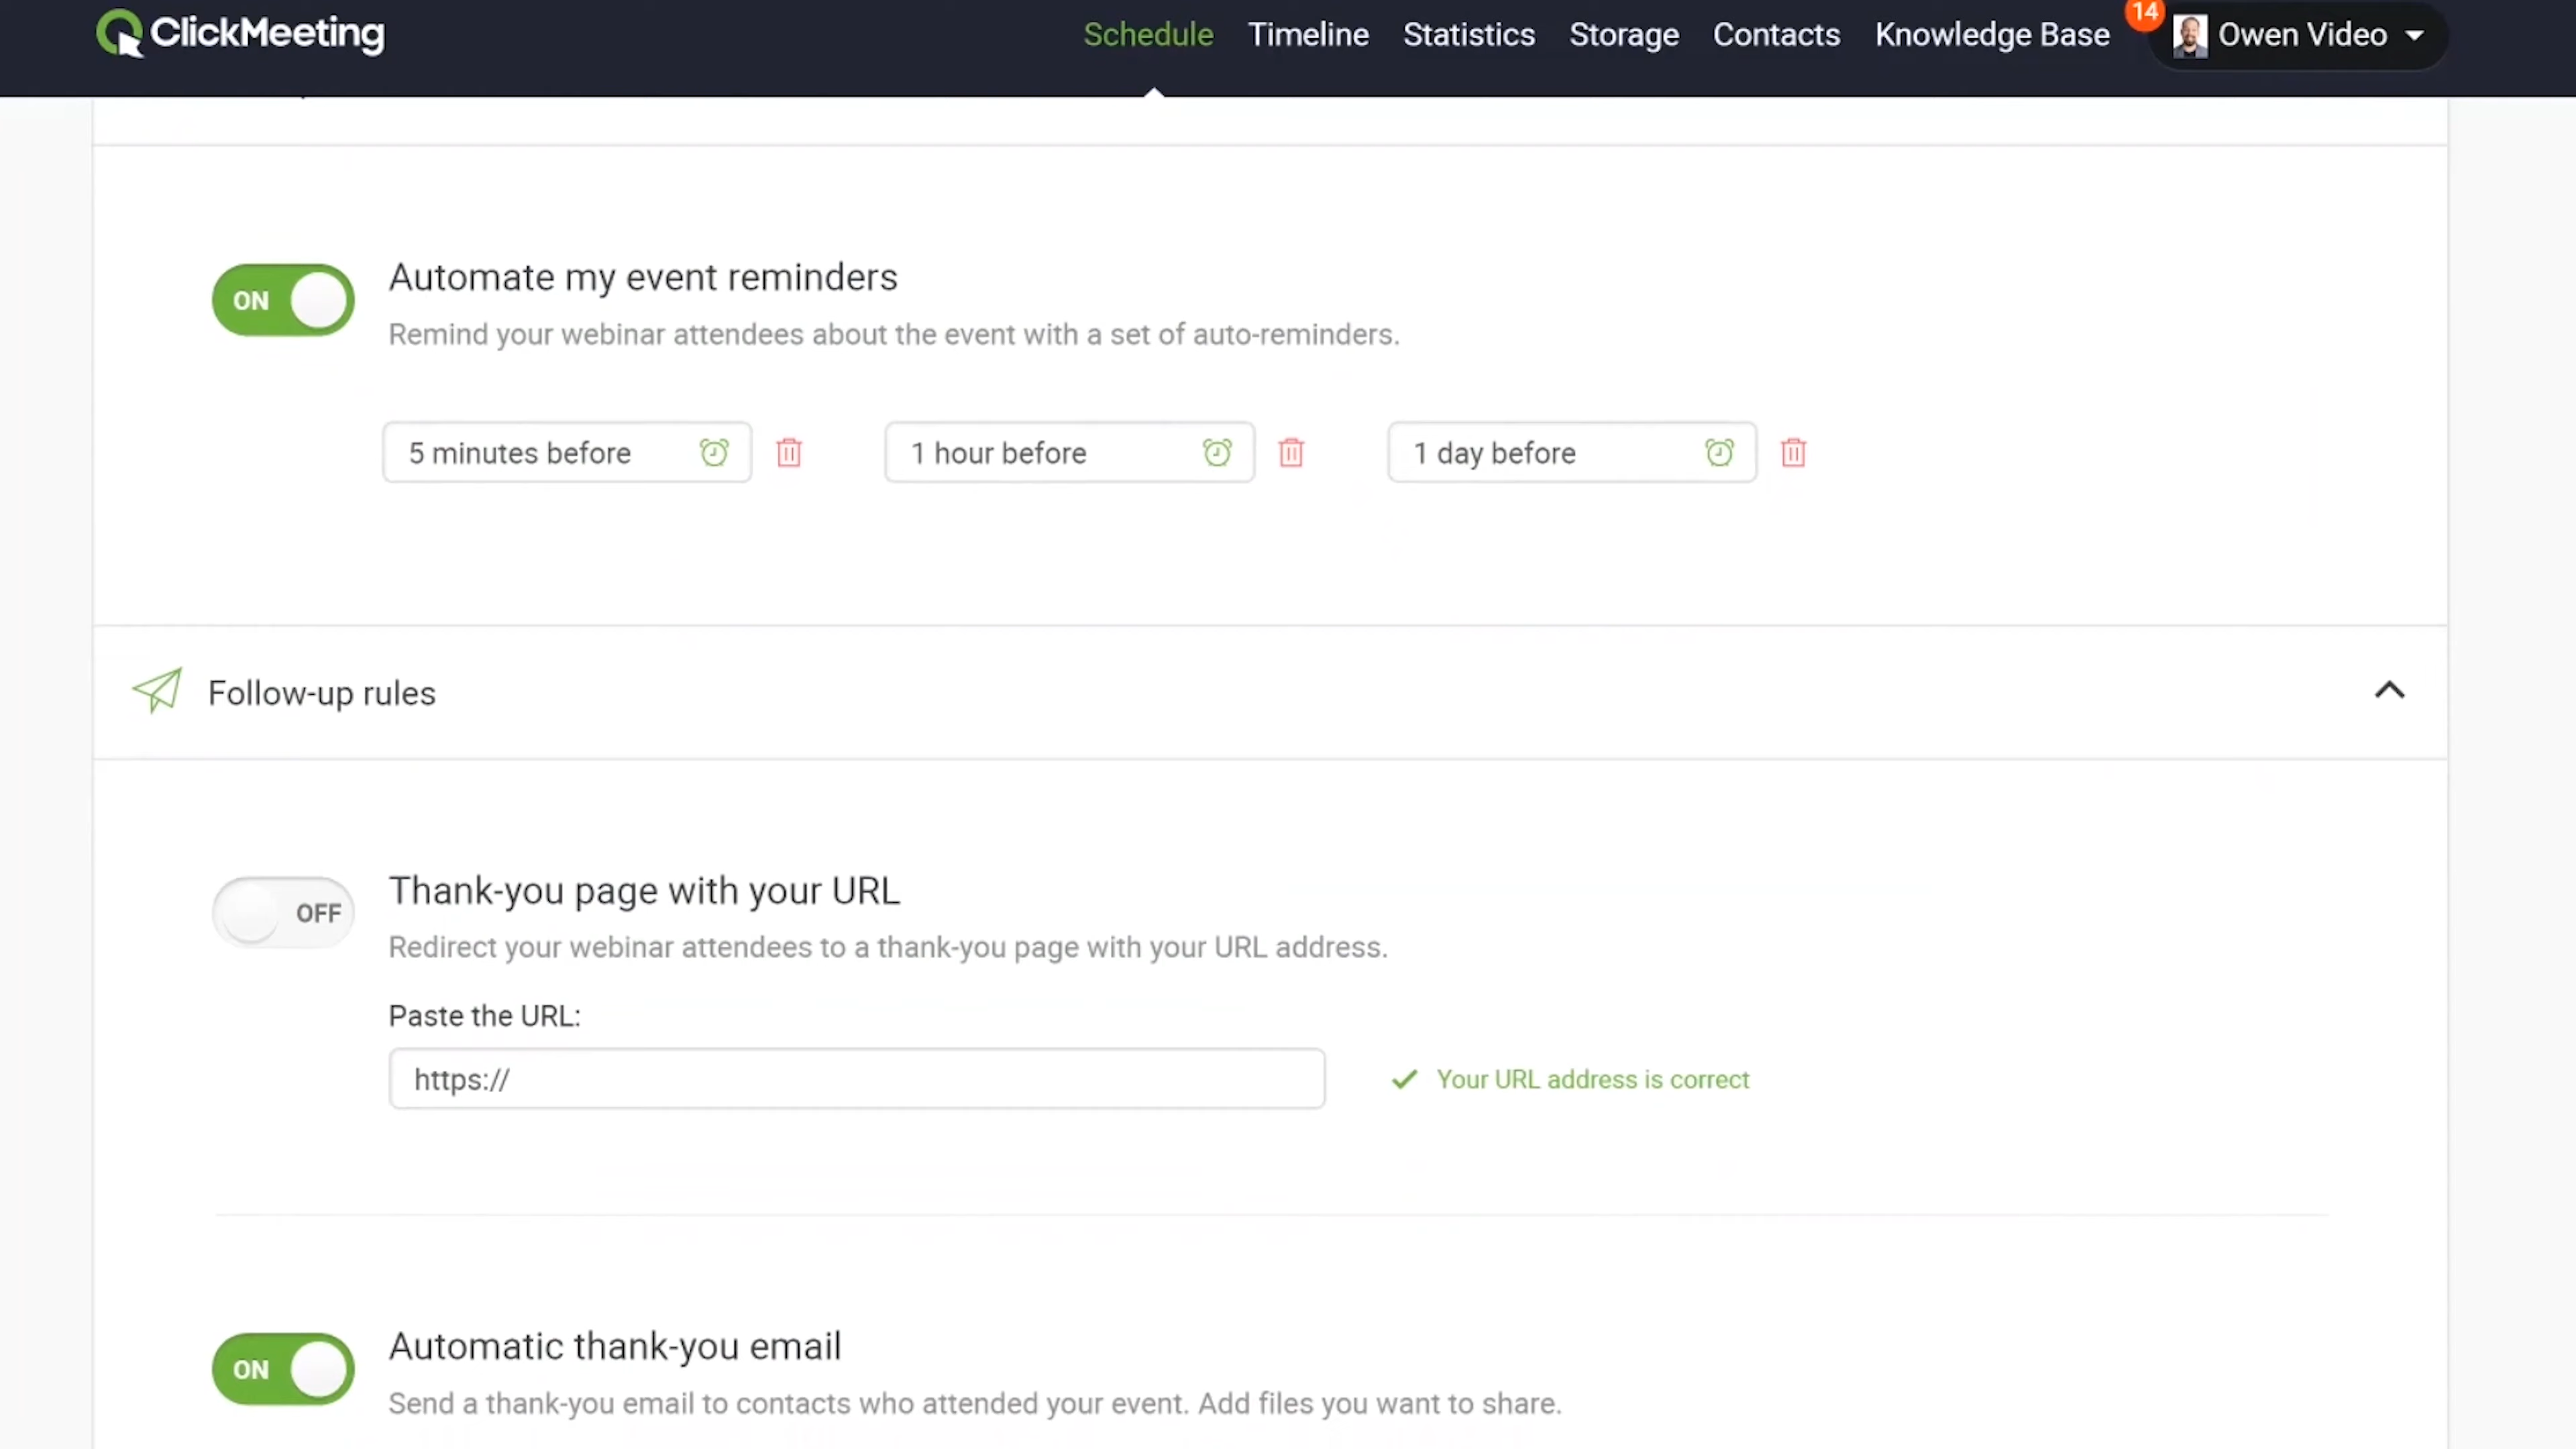 ClickMeeting
Schedule Timeline Statistics Storage Contacts Knowledge Base 14 Owen Video
ON Automate my event reminders
Remind your webinar attendees about the event with a set of auto-reminders.
5 minutes before 1 hour before 1 day before
Follow-up rules
OFF Thank-you page with your URL
Redirect your webinar attendees to a thank-you page with your URL address.
Paste the URL:
https:// Your URL address is correct
ON Automatic thank-you email
Send a thank-you email to contacts who attended your event. Add files you want to share.